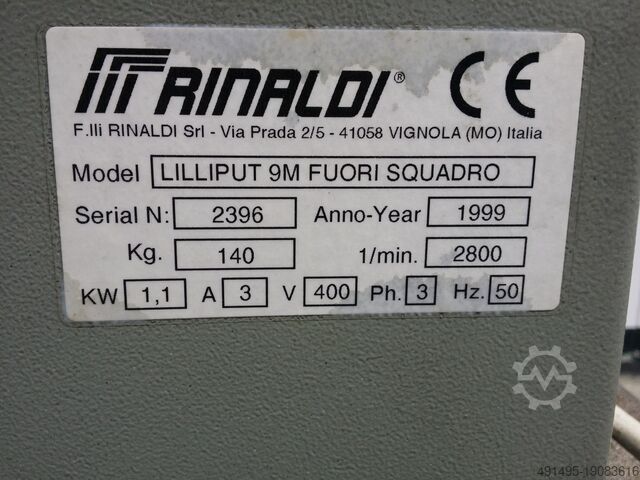 RINALDI® CE
F.lli RINALDI Srl - Via Prada 2/5 - 41058 VIGNOLA (MO) Italia
Model LILLIPUT 9M FUORI SQUADRO
Serial N: 2396 Anno-Year 1999
Kg. 140 1/min. 2800
KW 1,1 A 3 V 400 Ph. 3 Hz. 50
491495-19083616